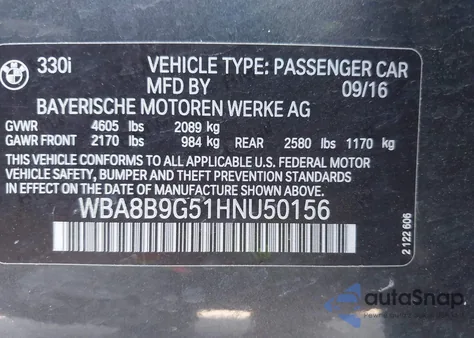 BMW
330i VEHICLE TYPE: PASSENGER CAR
MFD BY 09/16
BAYERISCHE MOTOREN WERKE AG
GVWR 4605 lbs 2089 kg
GAWR FRONT 2170 lbs 984 kg REAR 2580 lbs 1170 kg
THIS VEHICLE CONFORMS TO ALL APPLICABLE U.S. FEDERAL MOTOR
VEHICLE SAFETY, BUMPER AND THEFT PREVENTION STANDARDS
IN EFFECT ON THE DATE OF MANUFACTURE SHOWN ABOVE.
WBA8B9G51HNU50156
2 122 606
autoSnap